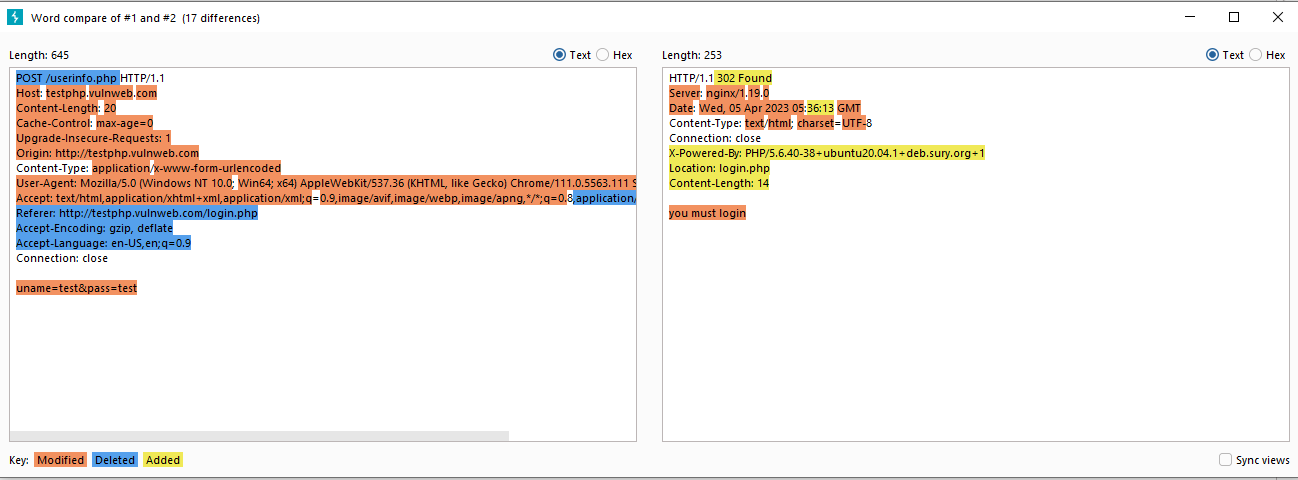 Word compare of #1 and #2 (17 differences)
Length: 645
Text
Hex
POST /userinfo.php HTTP/1.1
Host: testphp.vulnweb.com
Content-Length: 20
Cache-Control: max-age=0
Upgrade-Insecure-Requests: 1
Origin: http://testphp.vulnweb.com
Content-Type: application/x-www-form-urlencoded
User-Agent: Mozilla/5.0 (Windows NT 10.0; Win64; x64) AppleWebKit/537.36 (KHTML, like Gecko) Chrome/111.0.5563.111 S
Accept: text/html,application/xhtml+xml,application/xml;q=0.9,image/avif,image/webp,image/apng,*/*;q=0.8,application/
Referer: http://testphp.vulnweb.com/login.php
Accept-Encoding: gzip, deflate
Accept-Language: en-US,en;q=0.9
Connection: close
uname=test&pass=test
Length: 253
Text
Hex
HTTP/1.1 302 Found
Server: nginx/1.19.0
Date: Wed, 05 Apr 2023 05:36:13 GMT
Content-Type: text/html; charset=UTF-8
Connection: close
X-Powered-By: PHP/5.6.40-38+ubuntu20.04.1+deb.sury.org+1
Location: login.php
Content-Length: 14
you must login
Key: Modified Deleted Added
Sync views